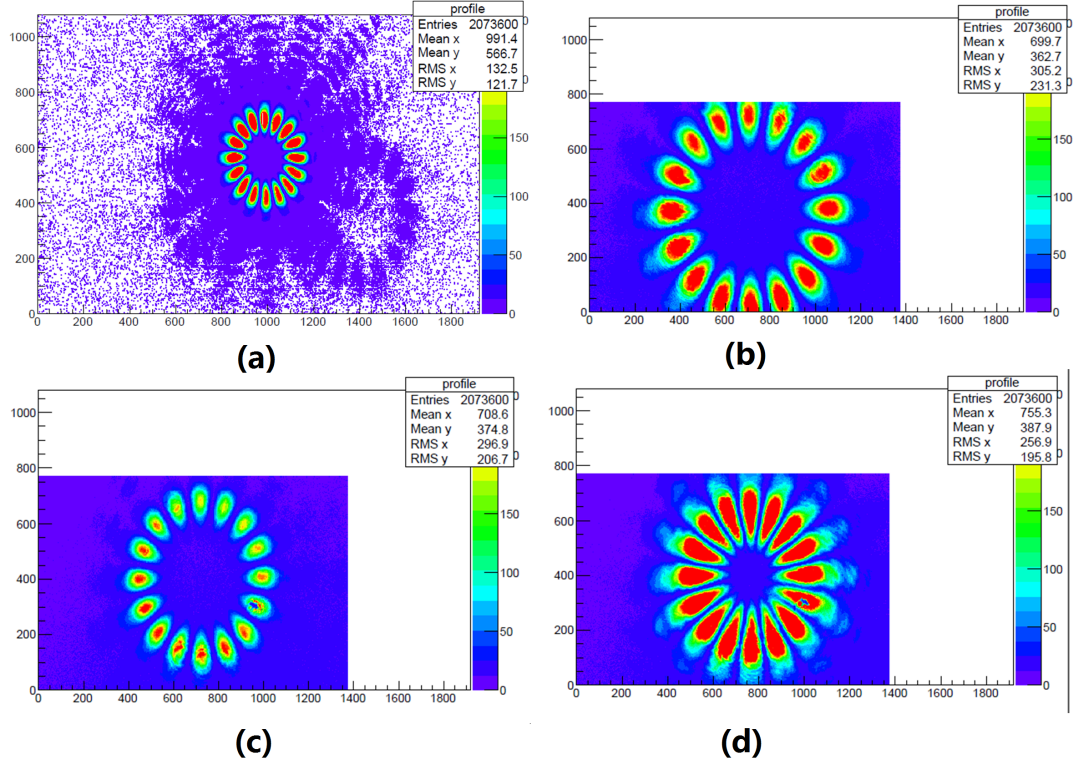 profile
Entries 2073600
Mean x 991.4
Mean y 566.7
RMS x 132.5
RMS y 121.7
1000
800
600
400
200
0
0 200 400 600 800 1000 1200 1400 1600 1800
150
100
50
0
(a)
profile
Entries 2073600
Mean x 699.7
Mean y 362.7
RMS x 305.2
RMS y 231.3
1000
800
600
400
200
0
0 200 400 600 800 1000 1200 1400 1600 1800
150
100
50
0
(b)
profile
Entries 2073600
Mean x 708.6
Mean y 374.8
RMS x 296.9
RMS y 206.7
1000
800
600
400
200
0
0 200 400 600 800 1000 1200 1400 1600 1800
150
100
50
0
(c)
profile
Entries 2073600
Mean x 755.3
Mean y 387.9
RMS x 256.9
RMS y 195.8
1000
800
600
400
200
0
0 200 400 600 800 1000 1200 1400 1600 1800
150
100
50
0
(d)